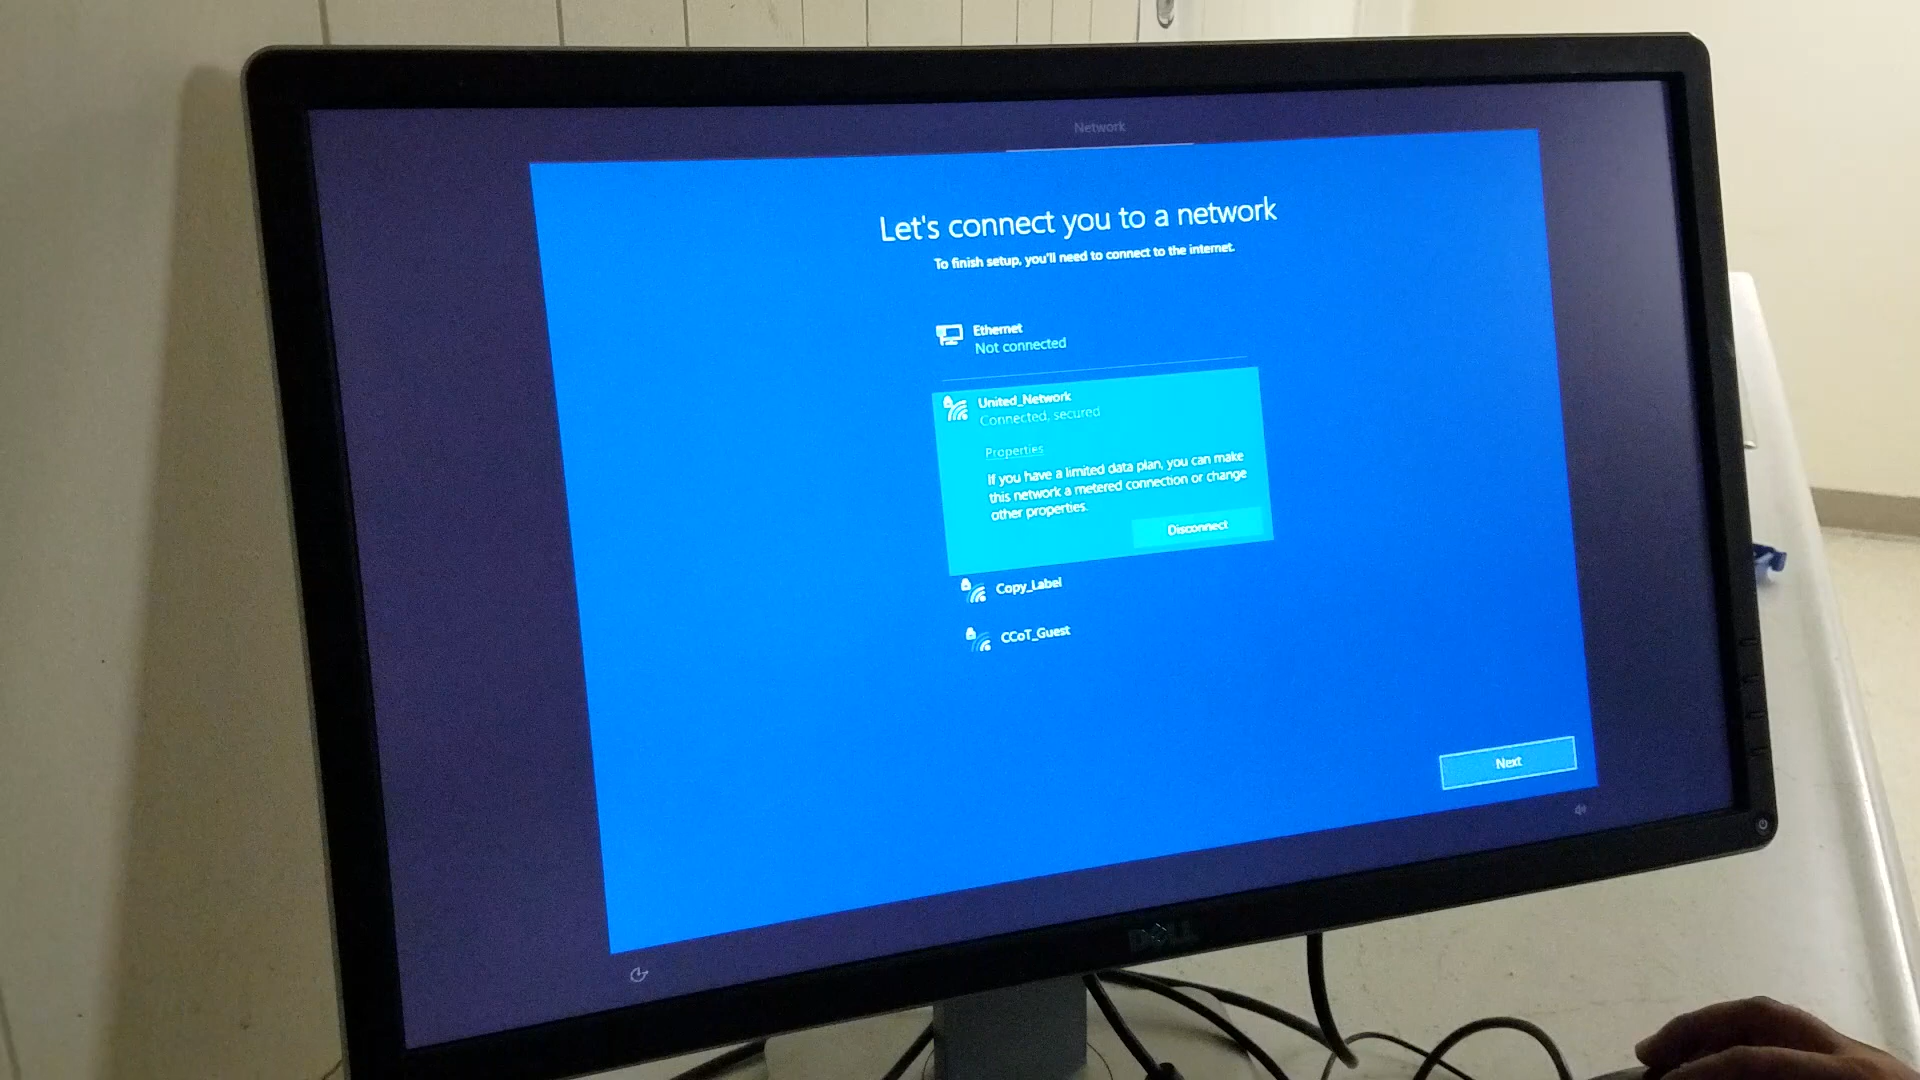 Network
Let's connect you to a network
To finish setup, you'll need to connect to the internet.
Ethernet
Not connected
United_Network
Connected, secured
Properties
If you have a limited data plan, you can make
this network a metered connection or change
other properties.
Disconnect
Copy_Label
CCoT_Guest
Next
DELL